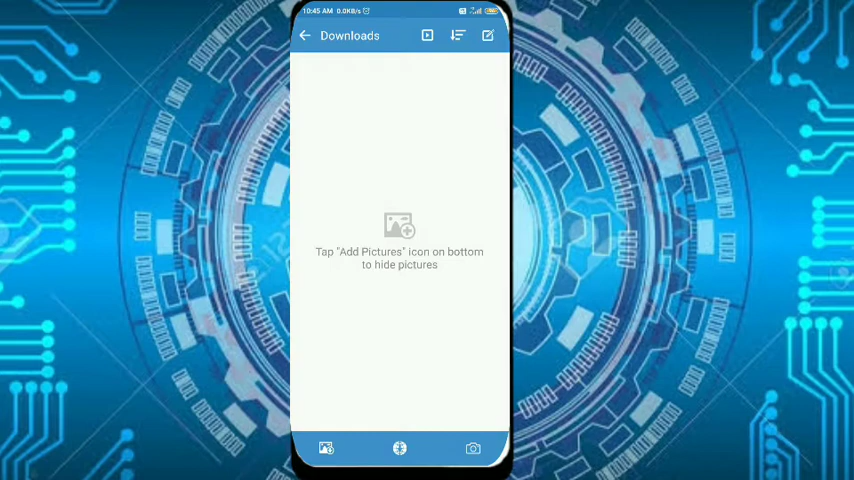 10:45 AM 0.0KB/s
Downloads
Tap "Add Pictures" icon on bottom
to hide pictures